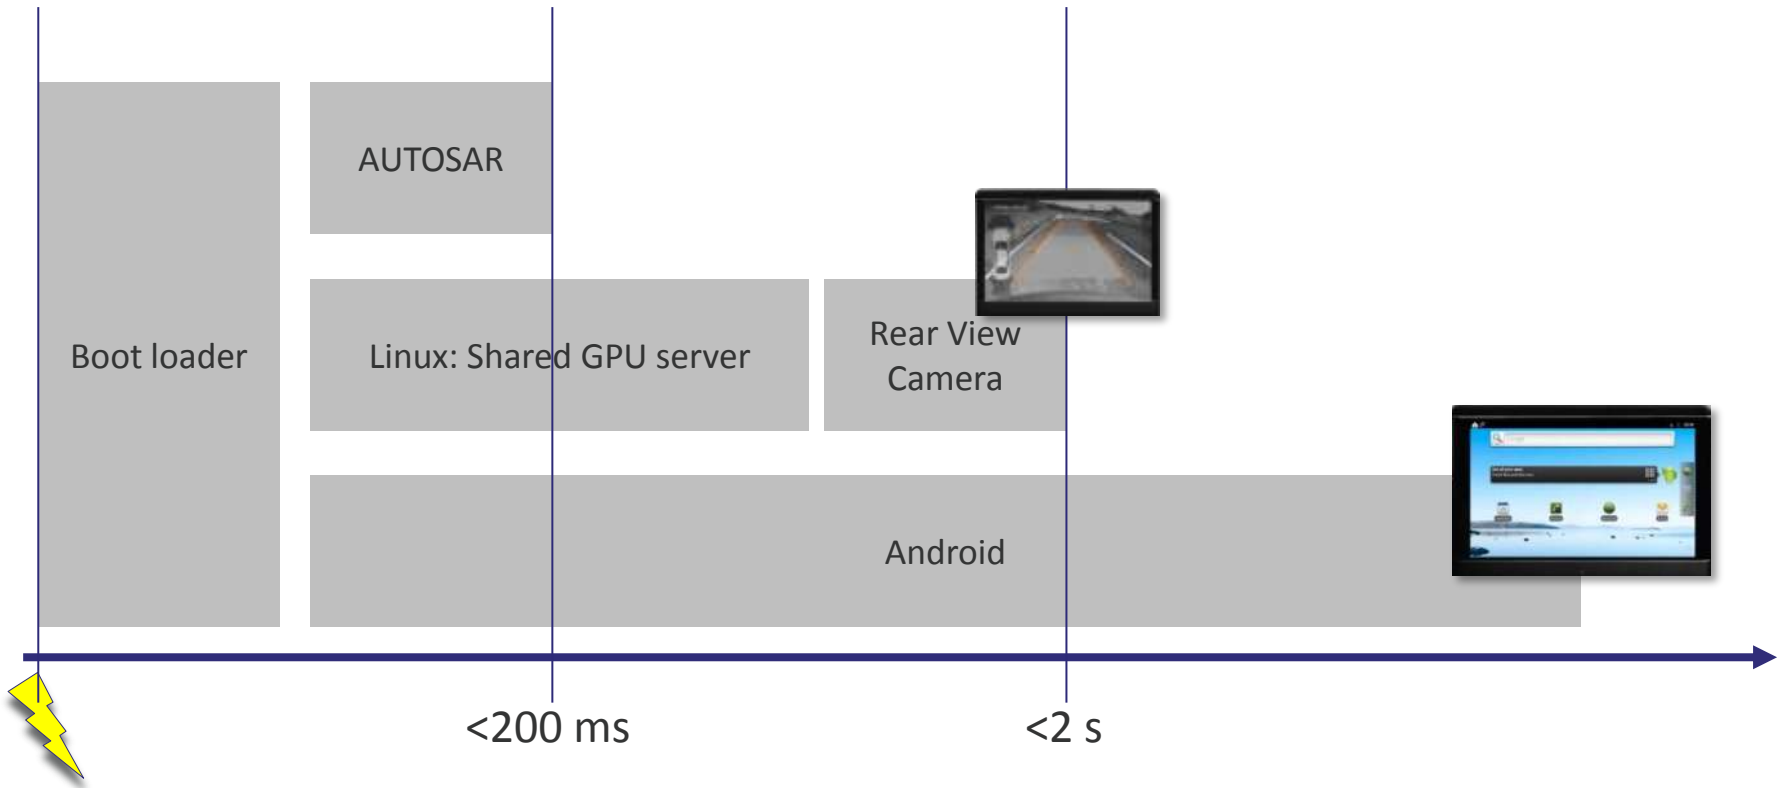 AUTOSAR
Boot loader
Linux: Shared GPU server
Rear View
Camera
Android
<200 ms
<2 s